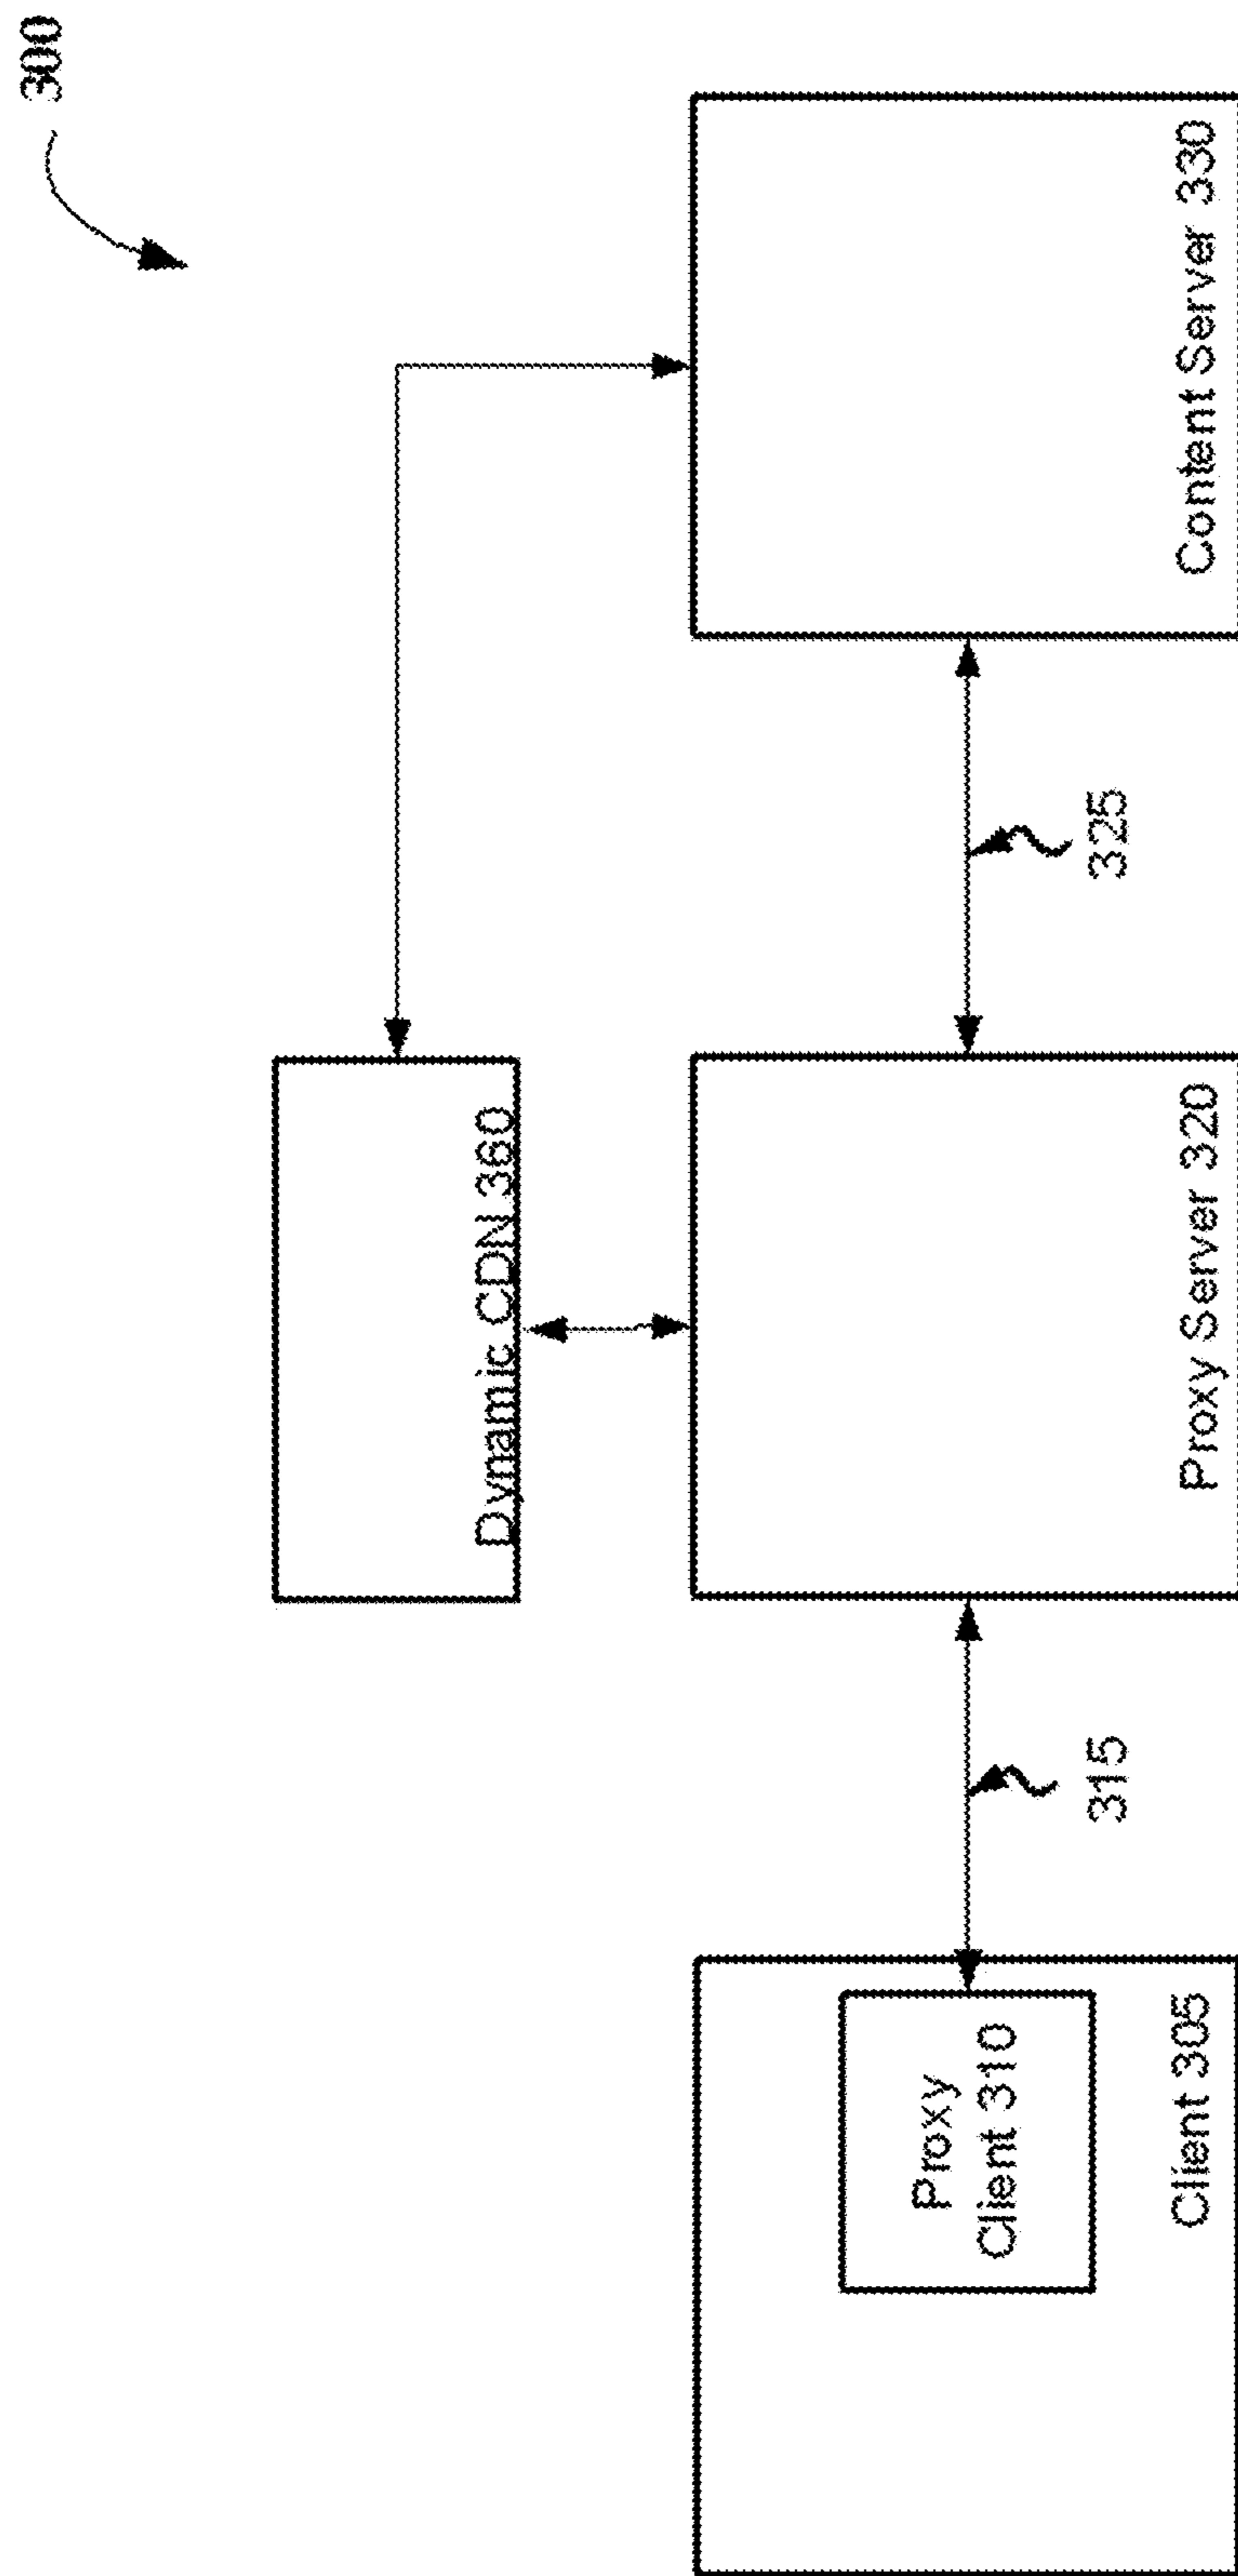 300
Dynamic CDN 360
Proxy
Client 310
Client 305
315
Proxy Server 320
325
Content Server 330